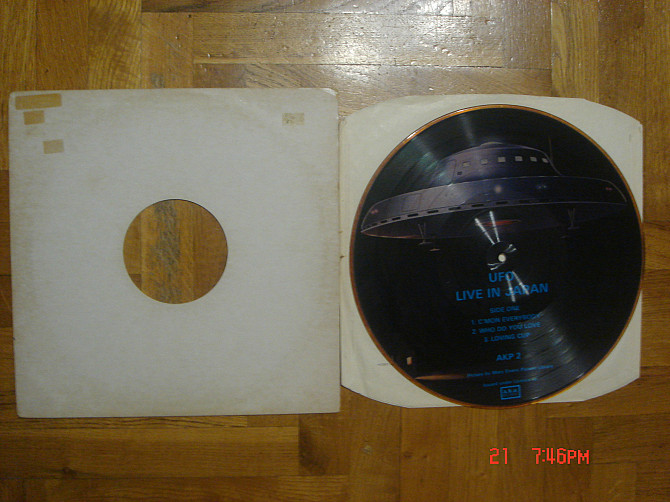 UFO
LIVE IN JAPAN
SIDE ONE
1 C'MON EVERYBODY
2 WHO DO YOU LOVE
3 LOVING CUP
AKP 2
21 7:46PM